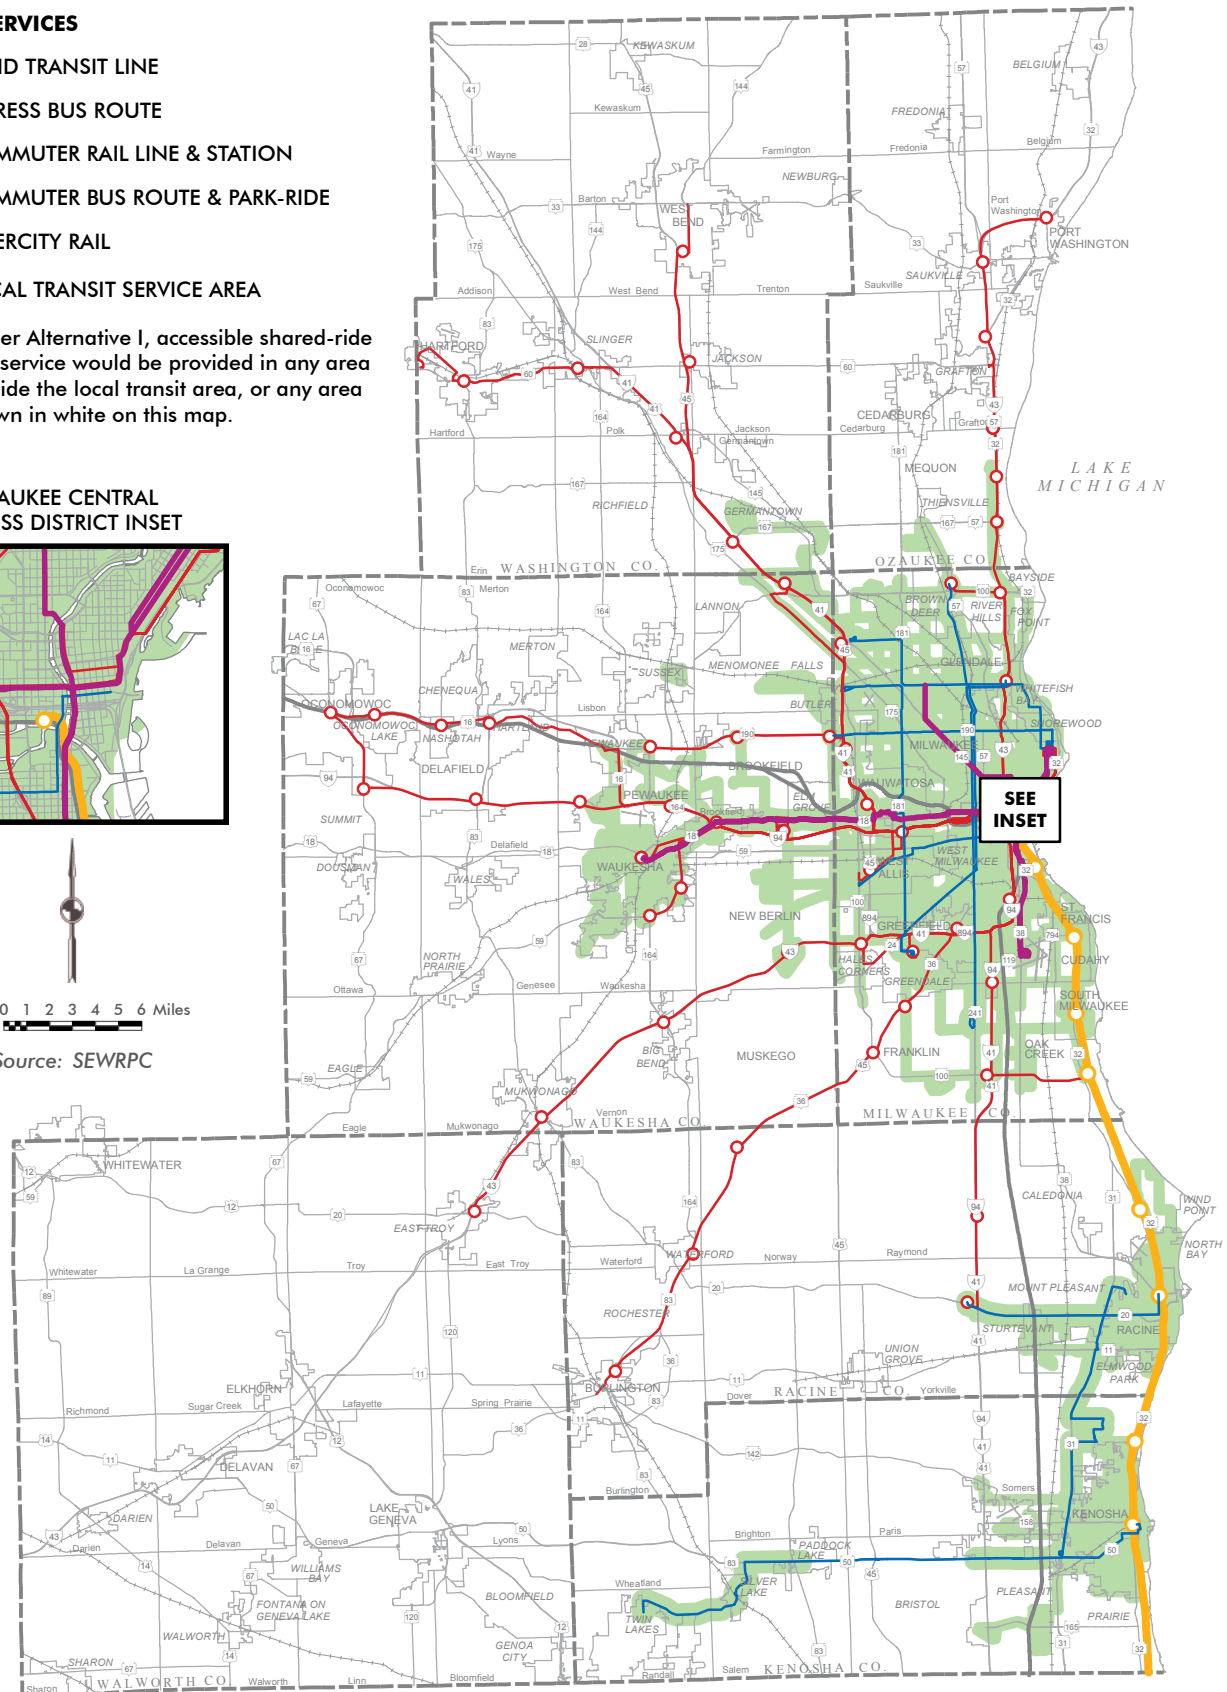 ERVICES
ID TRANSIT LINE
RESS BUS ROUTE
MMUTER RAIL LINE & STATION
MMUTER BUS ROUTE & PARK-RIDE
ERCITY RAIL
CAL TRANSIT SERVICE AREA
er Alternative I, accessible shared-ride
service would be provided in any area
ide the local transit area, or any area
wn in white on this map.
AUKEE CENTRAL
SS DISTRICT INSET
0 1 2 3 4 5 6 Miles
Source: SEWRPC
KEWASKUM
Kewaskum
Wayne
Barton
WEST
BEND
Farmington
NEWBURG
Fredonia
FREDONIA
BELGIUM
Belgium
Port
Washington
PORT
WASHINGTON
SAUKVILLE
Saukville
Addison
West Bend
Trenton
HARTFORD
SLINGER
JACKSON
GRAFTON
CEDARBURG
Cedarburg
Grafton
Hartford
Polk
Jackson
Germantown
MEQUON
THIENSVILLE
RICHFIELD
GERMANTOWN
LAKE
MICHIGAN
Erin
WASHINGTON CO.
OZAUKEE CO.
Oconomowoc
Merton
LANNON
BROWN
DEER
RIVER
HILLS
BAYSIDE
FOX
POINT
LAC LA
BELLE
MERTON
SUSSEX
MENOMONEE FALLS
GLENDALE
WHITEFISH
BAY
CHENEQUA
OCONOMOWOC
OCONOMOWOC
LAKE
NASHOTAH
HARTLAND
Lisbon
BUTLER
SHOREWOOD
PEWAUKEE
MILWAUKEE
DELAFIELD
BROOKFIELD
WAUWATOSA
PEWAUKEE
ELM
GROVE
Brookfield
SEE
INSET
SUMMIT
Delafield
DOUSMAN
WALES
WAUKESHA
WEST
ALLIS
WEST
MILWAUKEE
NEW BERLIN
GREENFIELD
ST.
FRANCIS
CUDAHY
NORTH
PRAIRIE
HALES
CORNERS
GREENDALE
Ottawa
Genesee
Waukesha
SOUTH
MILWAUKEE
BIG
BEND
MUSKEGO
FRANKLIN
OAK
CREEK
EAGLE
MUKWONAGO
Vernon
Eagle
Mukwonago
WAUKESHA CO.
MILWAUKEE CO.
WHITEWATER
CALEDONIA
WIND
POINT
NORTH
BAY
EAST TROY
WATERFORD
Whitewater
La Grange
Troy
East Troy
Waterford
Norway
Raymond
MOUNT PLEASANT
ROCHESTER
STURTEVANT
RACINE
UNION
GROVE
ELMWOOD
PARK
ELKHORN
BURLINGTON
Dover
RACINE CO.
Yorkville
Richmond
Sugar Creek
Lafayette
Spring Prairie
DELAVAN
Burlington
LAKE
GENEVA
Somers
KENOSHA
DARIEN
Darien
Delavan
Geneva
Lyons
Brighton
PADDOCK
LAKE
Paris
WILLIAMS
BAY
Wheatland
SILVER
LAKE
BLOOMFIELD
PLEASANT
PRAIRIE
FONTANA ON
GENEVA LAKE
TWIN
LAKES
BRISTOL
WALWORTH
GENOA
CITY
SHARON
Sharon
WALWORTH CO.
Walworth
Linn
Bloomfield
Randall
Salem
KENOSHA CO.